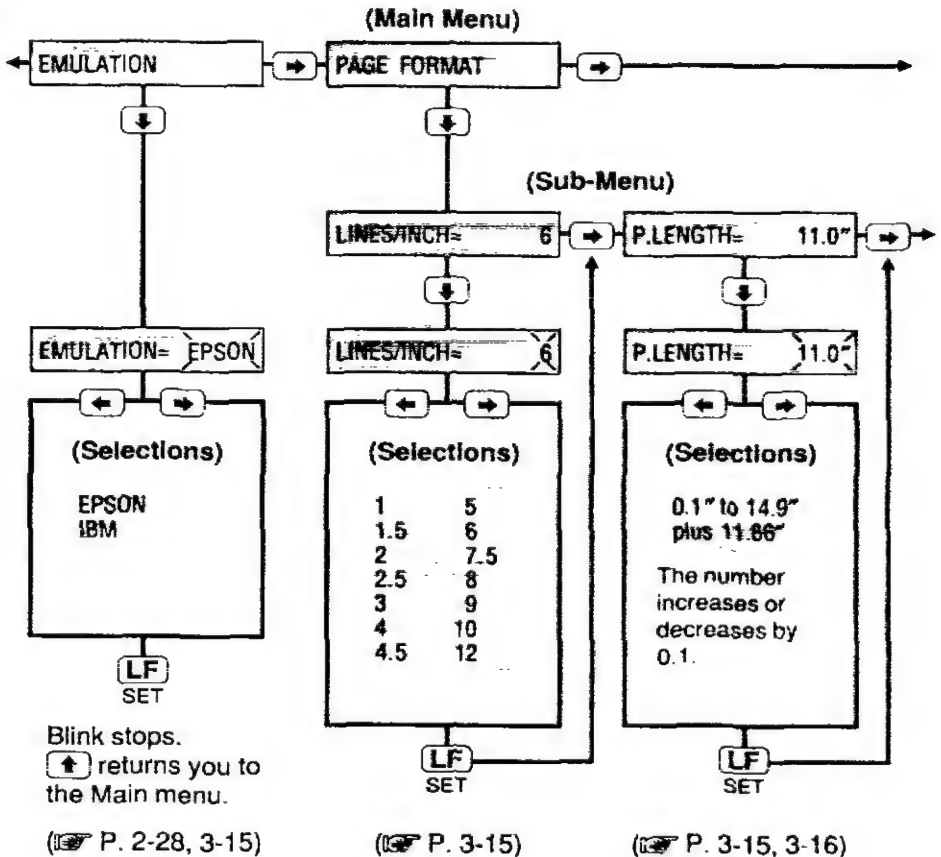 (Main Menu)
EMULATION
PAGE FORMAT
(Sub-Menu)
LINES/INCH= 6
P.LENGTH= 11.0"
EMULATION= EPSON
LINES/INCH= 6
P.LENGTH= 11.0"
(Selections)
EPSON
IBM
LF
SET
Blink stops.
returns you to
the Main menu.
(P. 2-28, 3-15)
(Selections)
1 5
1.5 6
2 7.5
2.5 8
3 9
4 10
4.5 12
LF
SET
(P. 3-15)
(Selections)
0.1" to 14.9"
plus 11.86"
The number
increases or
decreases by
0.1.
LF
SET
(P. 3-15, 3-16)